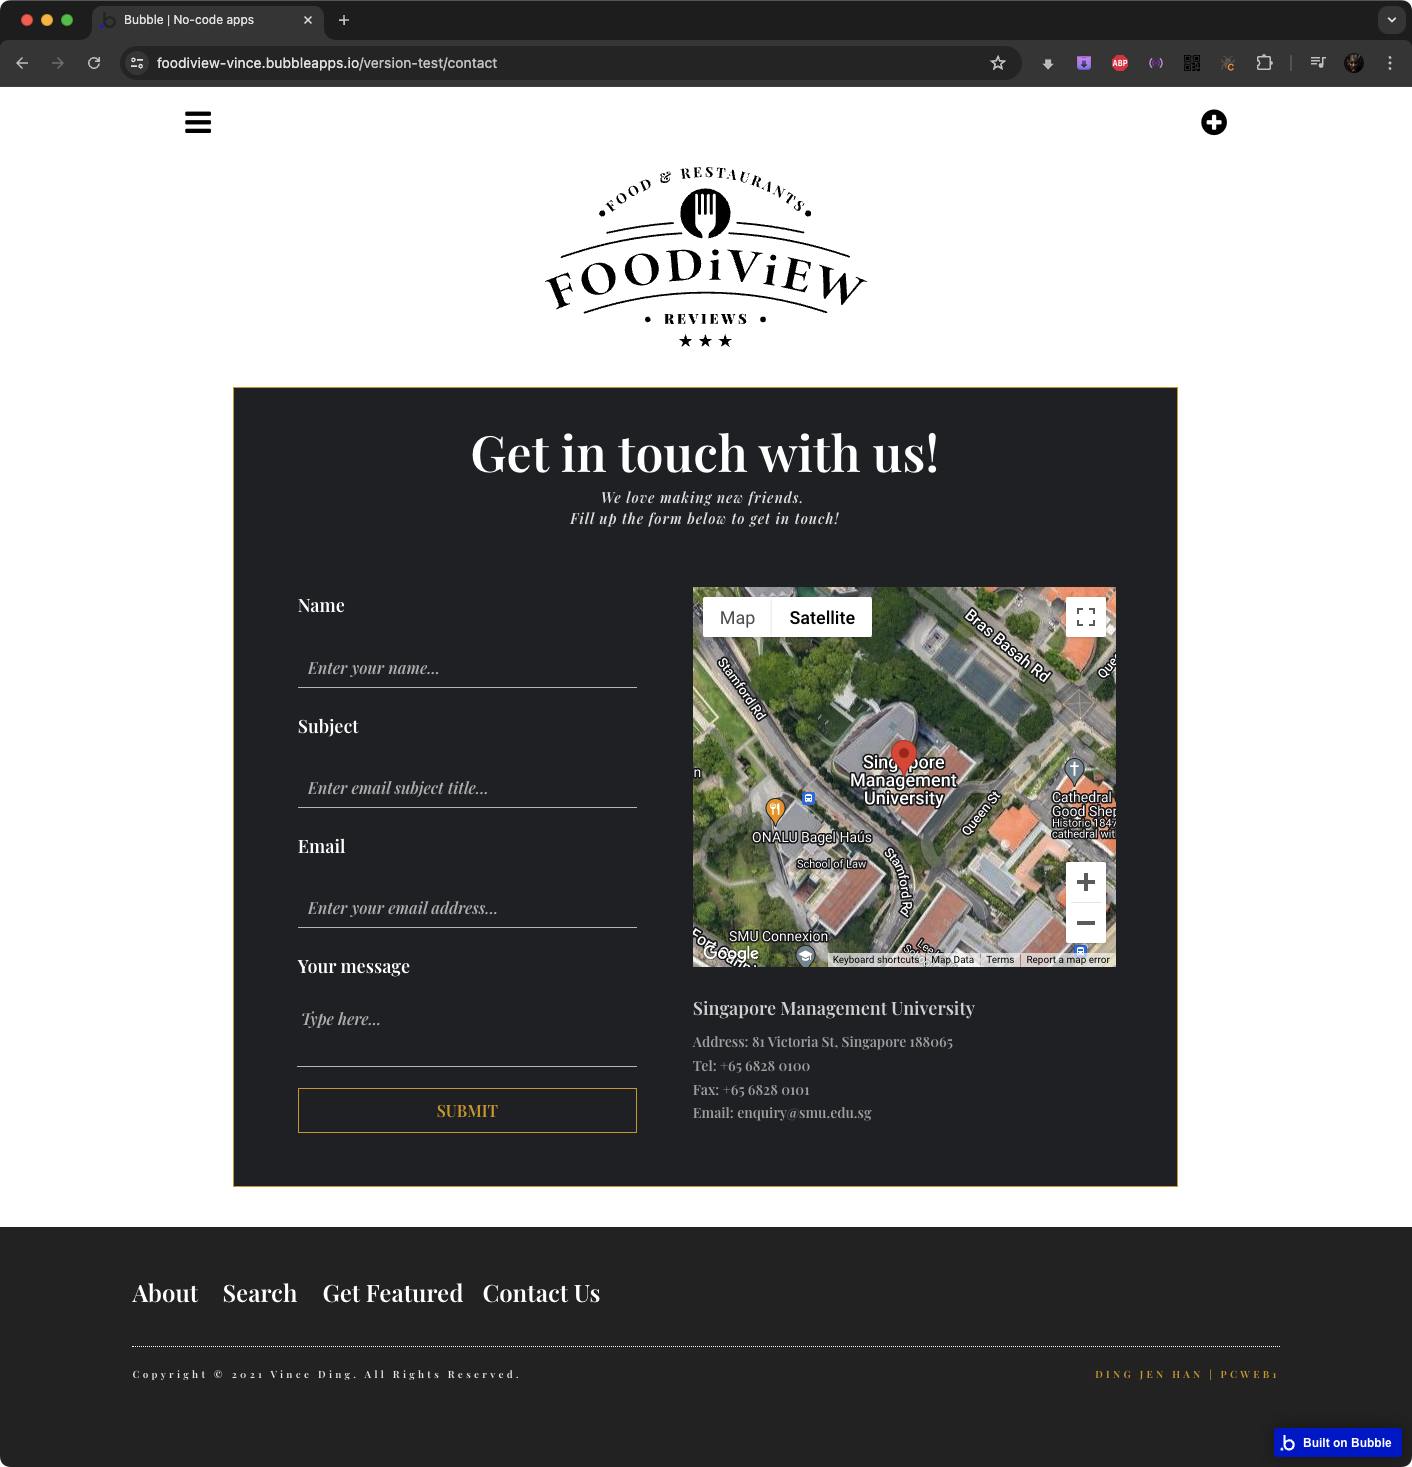 Bubble | No-code apps
foodiview-vince.bubbleapps.io/version-test/contact
ABP
C
FOOD & RESTAURANTS
FOODiViEW
REVIEWS
Get in touch with us!
We love making new friends.
Fill up the form below to get in touch!
Name
Enter your name...
Subject
Enter email subject title...
Email
Enter your email address...
Your message
Type here...
SUBMIT
Map
Satellite
Bras Basah Rd
Stamford Rd
Singapore
Management
University
Queen St
Cathedral
Good Shep
Historic 1847
cathedral wit
ONALU Bagel Haús
School of Law
Stamford Rd
SMU Connexion
Google
Keyboard shortcuts
Map Data
Terms
Report a map error
Singapore Management University
Address: 81 Victoria St, Singapore 188065
Tel: +65 6828 0100
Fax: +65 6828 0101
Email: enquiry@smu.edu.sg
About
Search
Get Featured
Contact Us
Copyright © 2021 Vince Ding. All Rights Reserved.
DING JEN HAN | PCWEB1
Built on Bubble